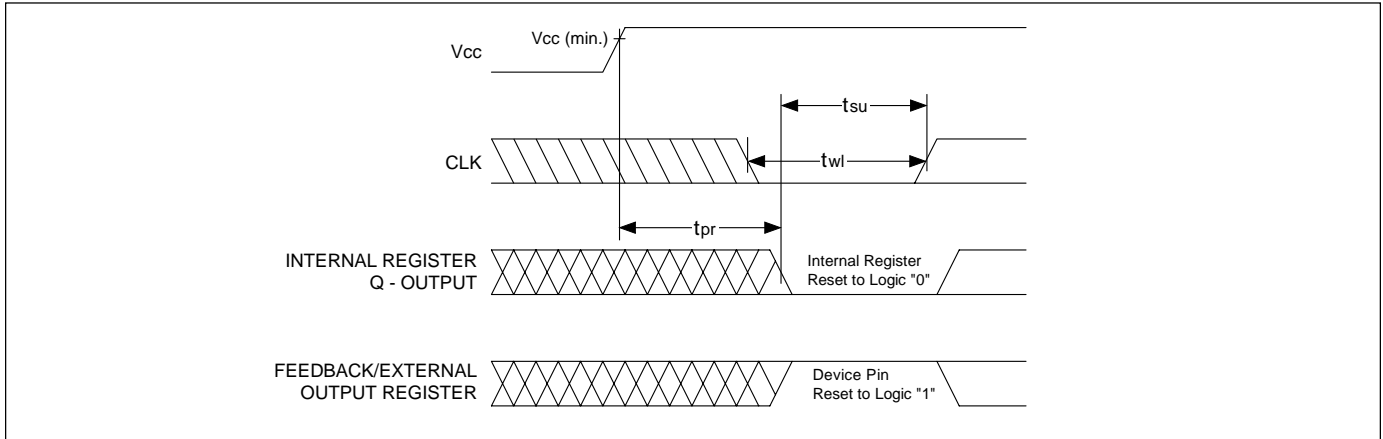 Vcc
Vcc (min.)
tsu
CLK
twl
tpr
INTERNAL REGISTER
Q - OUTPUT
Internal Register
Reset to Logic "0"
FEEDBACK/EXTERNAL
OUTPUT REGISTER
Device Pin
Reset to Logic "1"